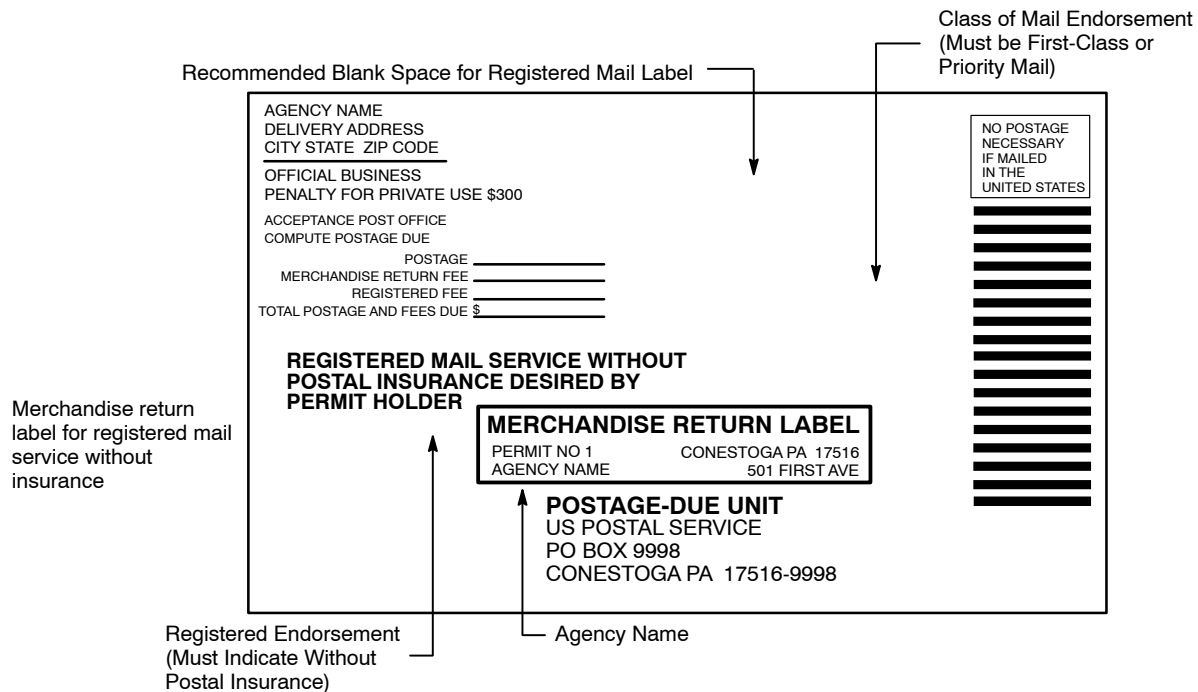 Class of Mail Endorsement
(Must be First-Class or
Priority Mail)
Recommended Blank Space for Registered Mail Label
AGENCY NAME
DELIVERY ADDRESS
CITY STATE ZIP CODE
OFFICIAL BUSINESS
PENALTY FOR PRIVATE USE $300
NO POSTAGE
NECESSARY
IF MAILED
IN THE
UNITED STATES
ACCEPTANCE POST OFFICE
COMPUTE POSTAGE DUE
POSTAGE
MERCHANDISE RETURN FEE
REGISTERED FEE
TOTAL POSTAGE AND FEES DUE $
REGISTERED MAIL SERVICE WITHOUT
POSTAL INSURANCE DESIRED BY
PERMIT HOLDER
Merchandise return
label for registered mail
service without
insurance
MERCHANDISE RETURN LABEL
PERMIT NO 1 CONESTOGA PA 17516
AGENCY NAME 501 FIRST AVE
POSTAGE-DUE UNIT
US POSTAL SERVICE
PO BOX 9998
CONESTOGA PA 17516-9998
Registered Endorsement
(Must Indicate Without
Postal Insurance)
Agency Name